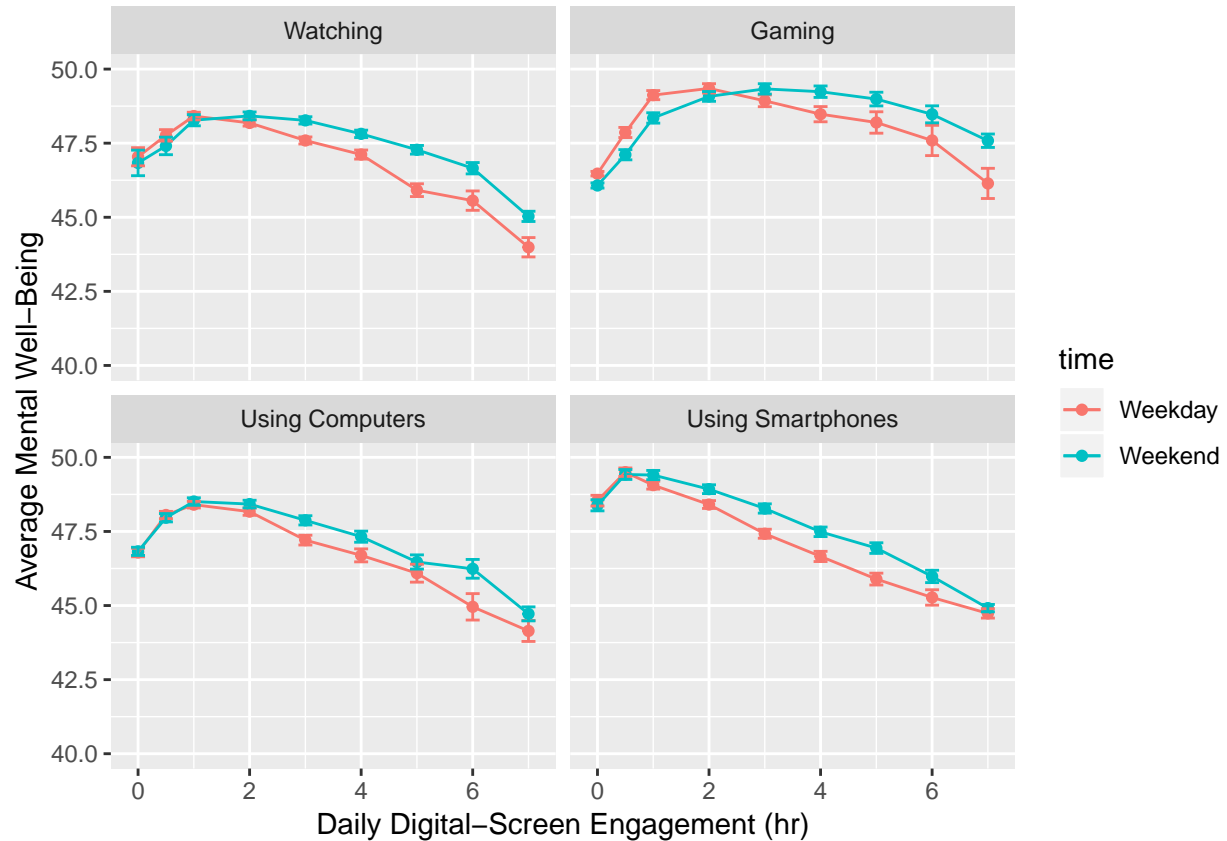 Watching
Gaming
50.0
47.5
45.0
42.5
40.0
Using Computers
Using Smartphones
50.0
47.5
45.0
42.5
40.0
0 2 4 6
0 2 4 6
Daily Digital−Screen Engagement (hr)
Average Mental Well−Being
time
Weekday
Weekend